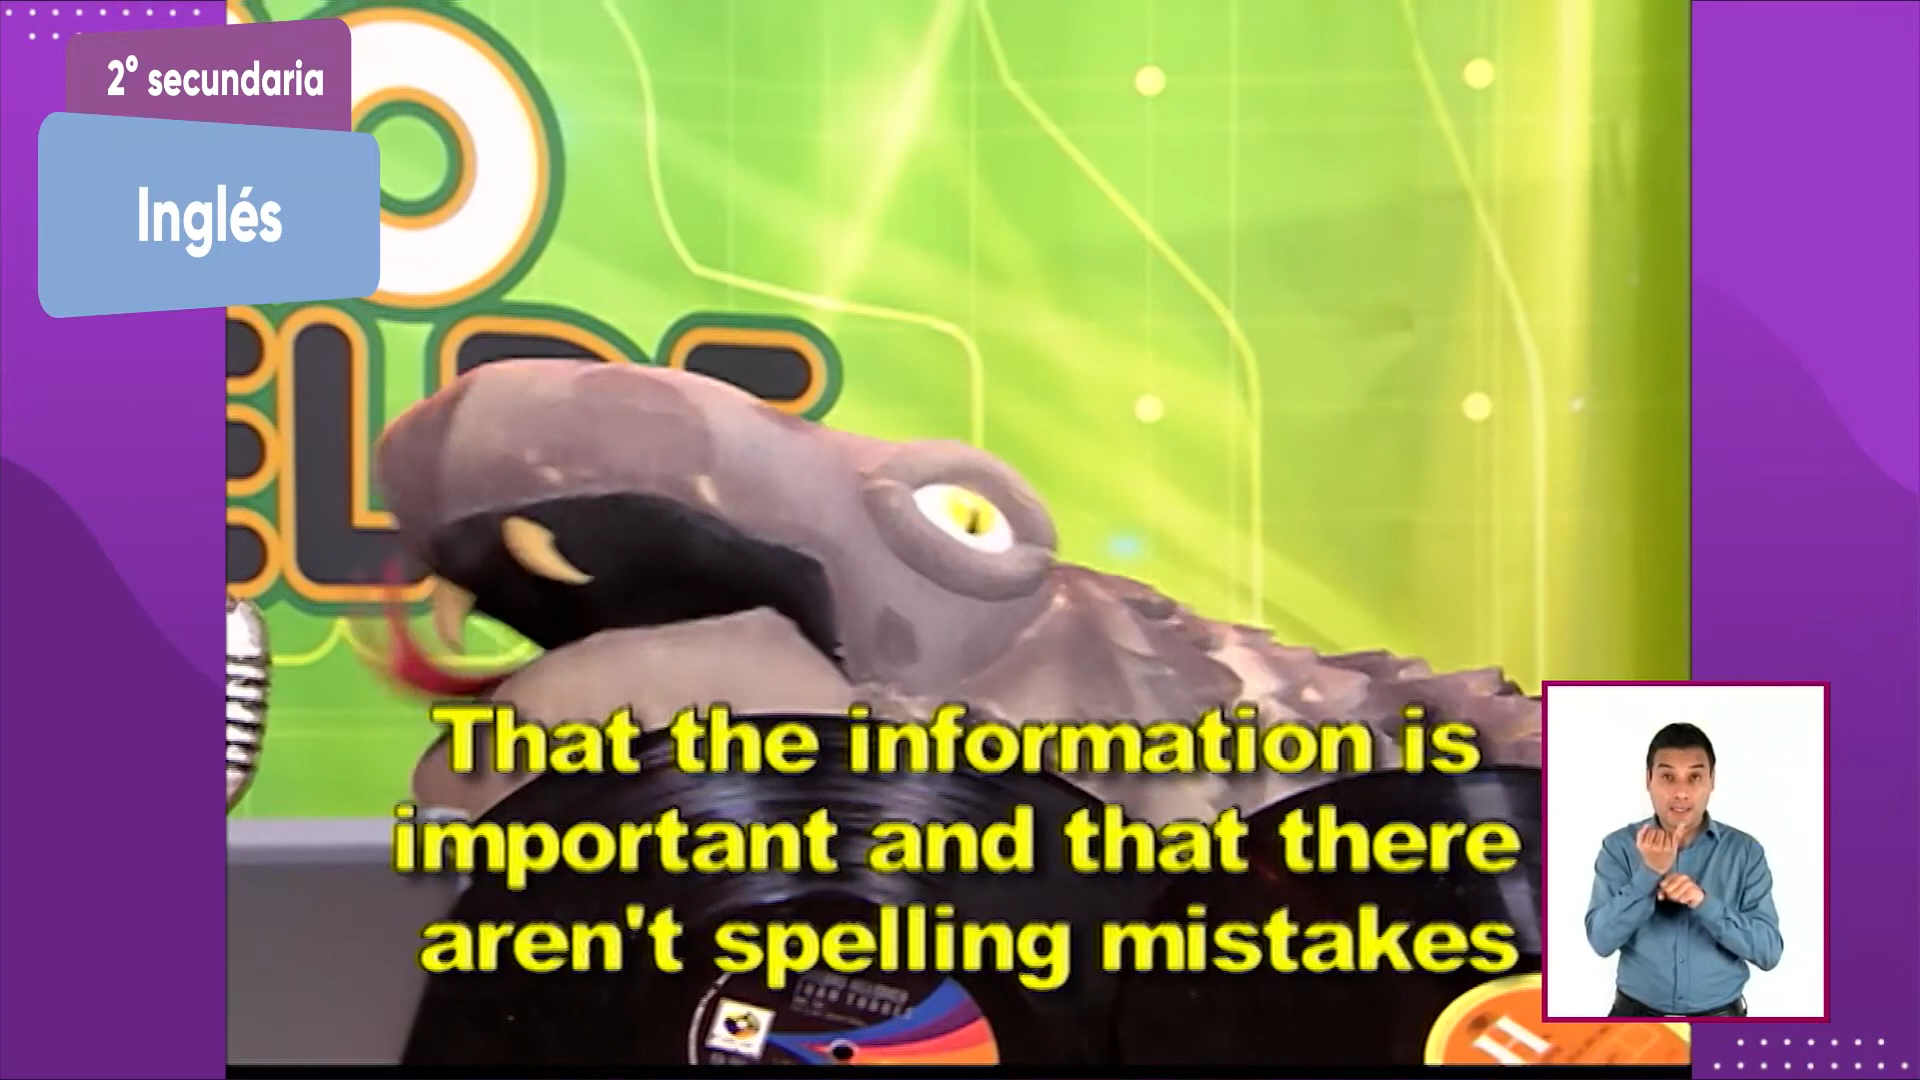 2° secundaria
Inglés
That the information is
important and that there
aren't spelling mistakes
H